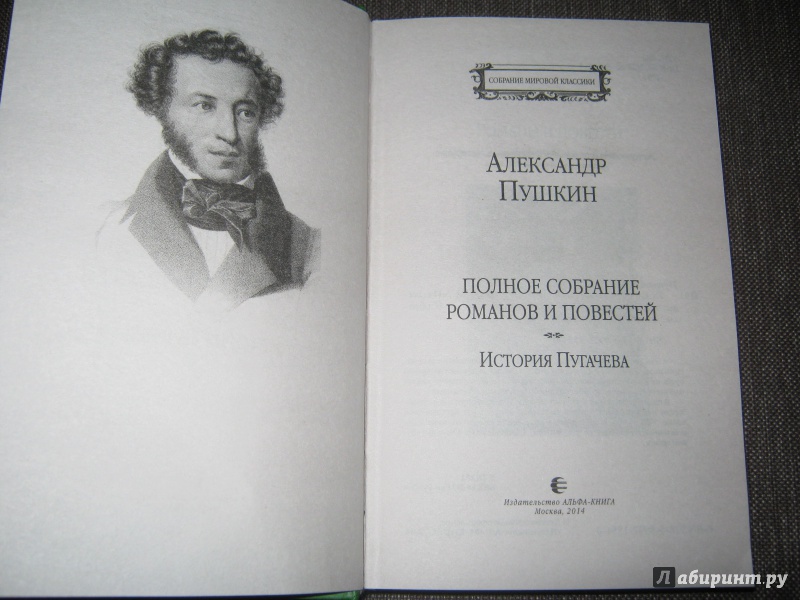 СОБРАНИЕ МИРОВОЙ КЛАССИКИ
АЛЕКСАНДР
ПУШКИН
ПОЛНОЕ СОБРАНИЕ
РОМАНОВ И ПОВЕСТЕЙ
ИСТОРИЯ ПУГАЧЕВА
Издательство АЛЬФА-КНИГА
Москва, 2014
Лабиринт.ру